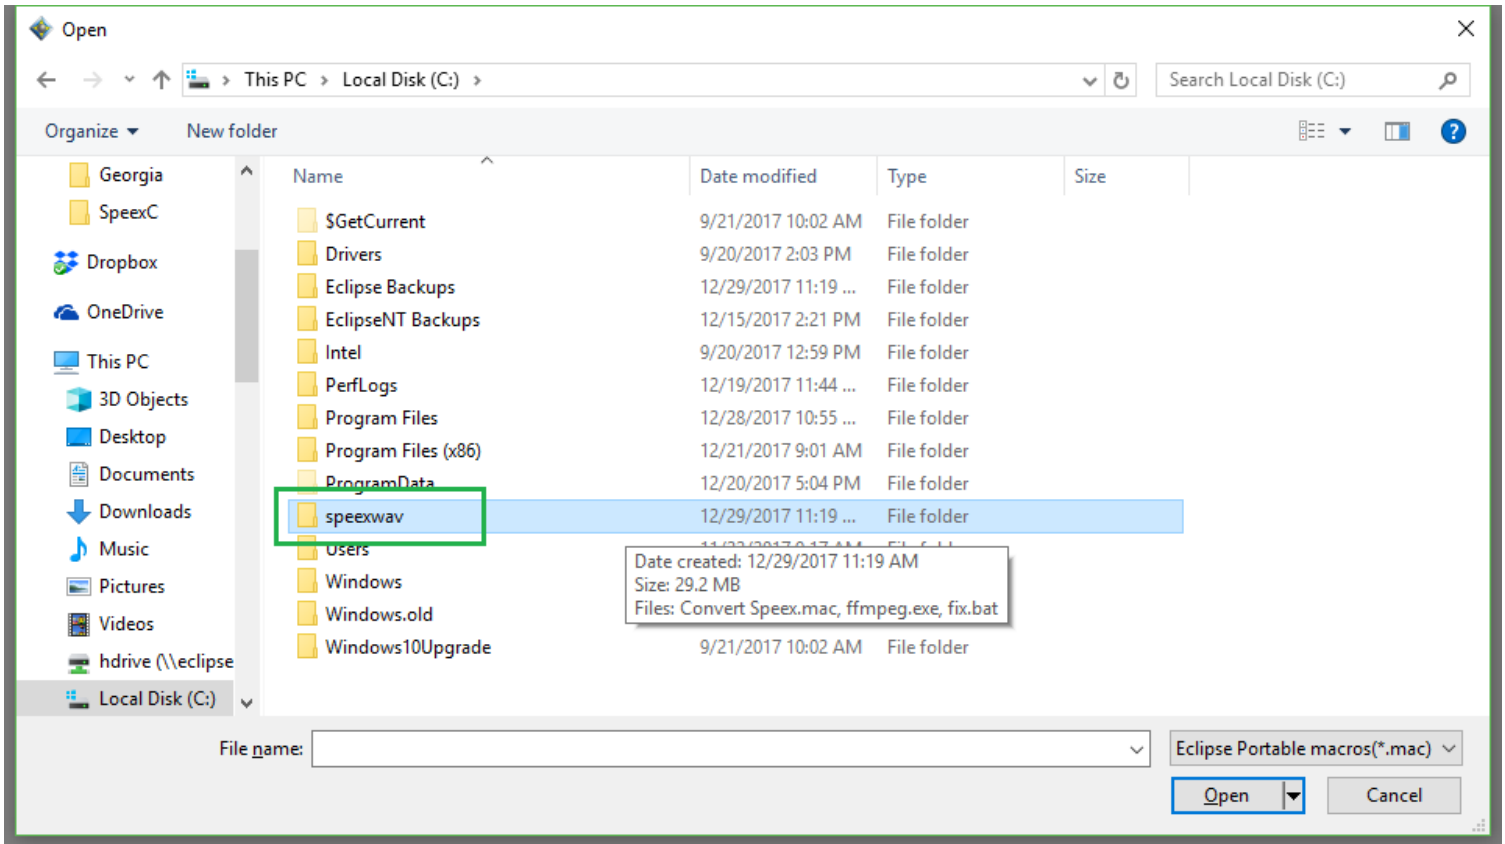 Open
This PC > Local Disk (C:) >
Search Local Disk (C:)
Organize
New folder
Georgia
SpeexC
Dropbox
OneDrive
This PC
3D Objects
Desktop
Documents
Downloads
Music
Pictures
Videos
hdrive (\\eclipse
Local Disk (C:)
Name Date modified Type Size
$GetCurrent 9/21/2017 10:02 AM File folder
Drivers 9/20/2017 2:03 PM File folder
Eclipse Backups 12/29/2017 11:19 ... File folder
EclipseNT Backups 12/15/2017 2:21 PM File folder
Intel 9/20/2017 12:59 PM File folder
PerfLogs 12/19/2017 11:44 ... File folder
Program Files 12/28/2017 10:55 ... File folder
Program Files (x86) 12/21/2017 9:01 AM File folder
ProgramData 12/20/2017 5:04 PM File folder
speexwav 12/29/2017 11:19 ... File folder
Users File folder
Date created: 12/29/2017 11:19 AM
Size: 29.2 MB
Files: Convert Speex.mac, ffmpeg.exe, fix.bat
Windows
Windows.old
Windows10Upgrade 9/21/2017 10:02 AM File folder
File name:
Eclipse Portable macros(*.mac)
Open
Cancel